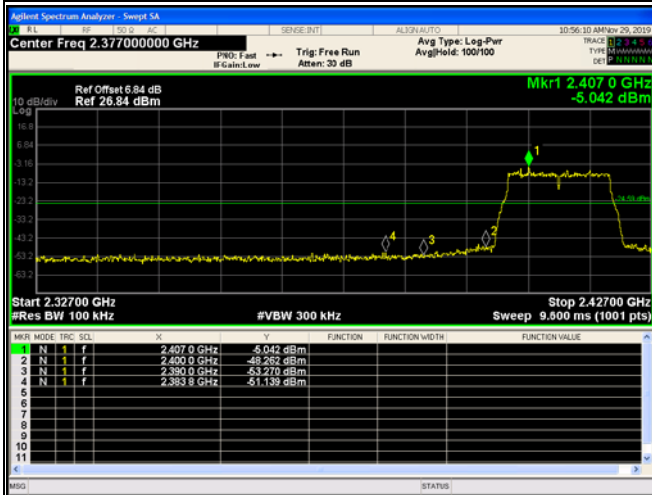 Agilent Spectrum Analyzer - Swept SA
RL RF 50 Ω AC SENSE:INT ALIGN AUTO 10:56:10 AM Nov 29, 2019
Center Freq 2.377000000 GHz
PNO: Fast Trig: Free Run Avg Type: Log-Pwr TRACE 1 2 3 4 5 6
IFGain:Low Atten: 30 dB Avg|Hold: 100/100 TYPE M
DET P N N N N N
Mkr1 2.407 0 GHz
-5.042 dBm
Ref Offset 6.84 dB
10 dB/div Ref 26.84 dBm
Log
16.8
6.84
-3.16
-13.2
-23.2
-33.2
-43.2
-53.2
-63.2
1
-24.53 dBm
4 3 2
Start 2.32700 GHz Stop 2.42700 GHz
#Res BW 100 kHz #VBW 300 kHz Sweep 9.600 ms (1001 pts)
MKR MODE TRC SCL X Y FUNCTION FUNCTION WIDTH FUNCTION VALUE
1 N 1 f 2.407 0 GHz -5.042 dBm
2 N 1 f 2.400 0 GHz -48.262 dBm
3 N 1 f 2.390 0 GHz -53.270 dBm
4 N 1 f 2.383 8 GHz -51.139 dBm
5
6
7
8
9
10
11
MSG STATUS